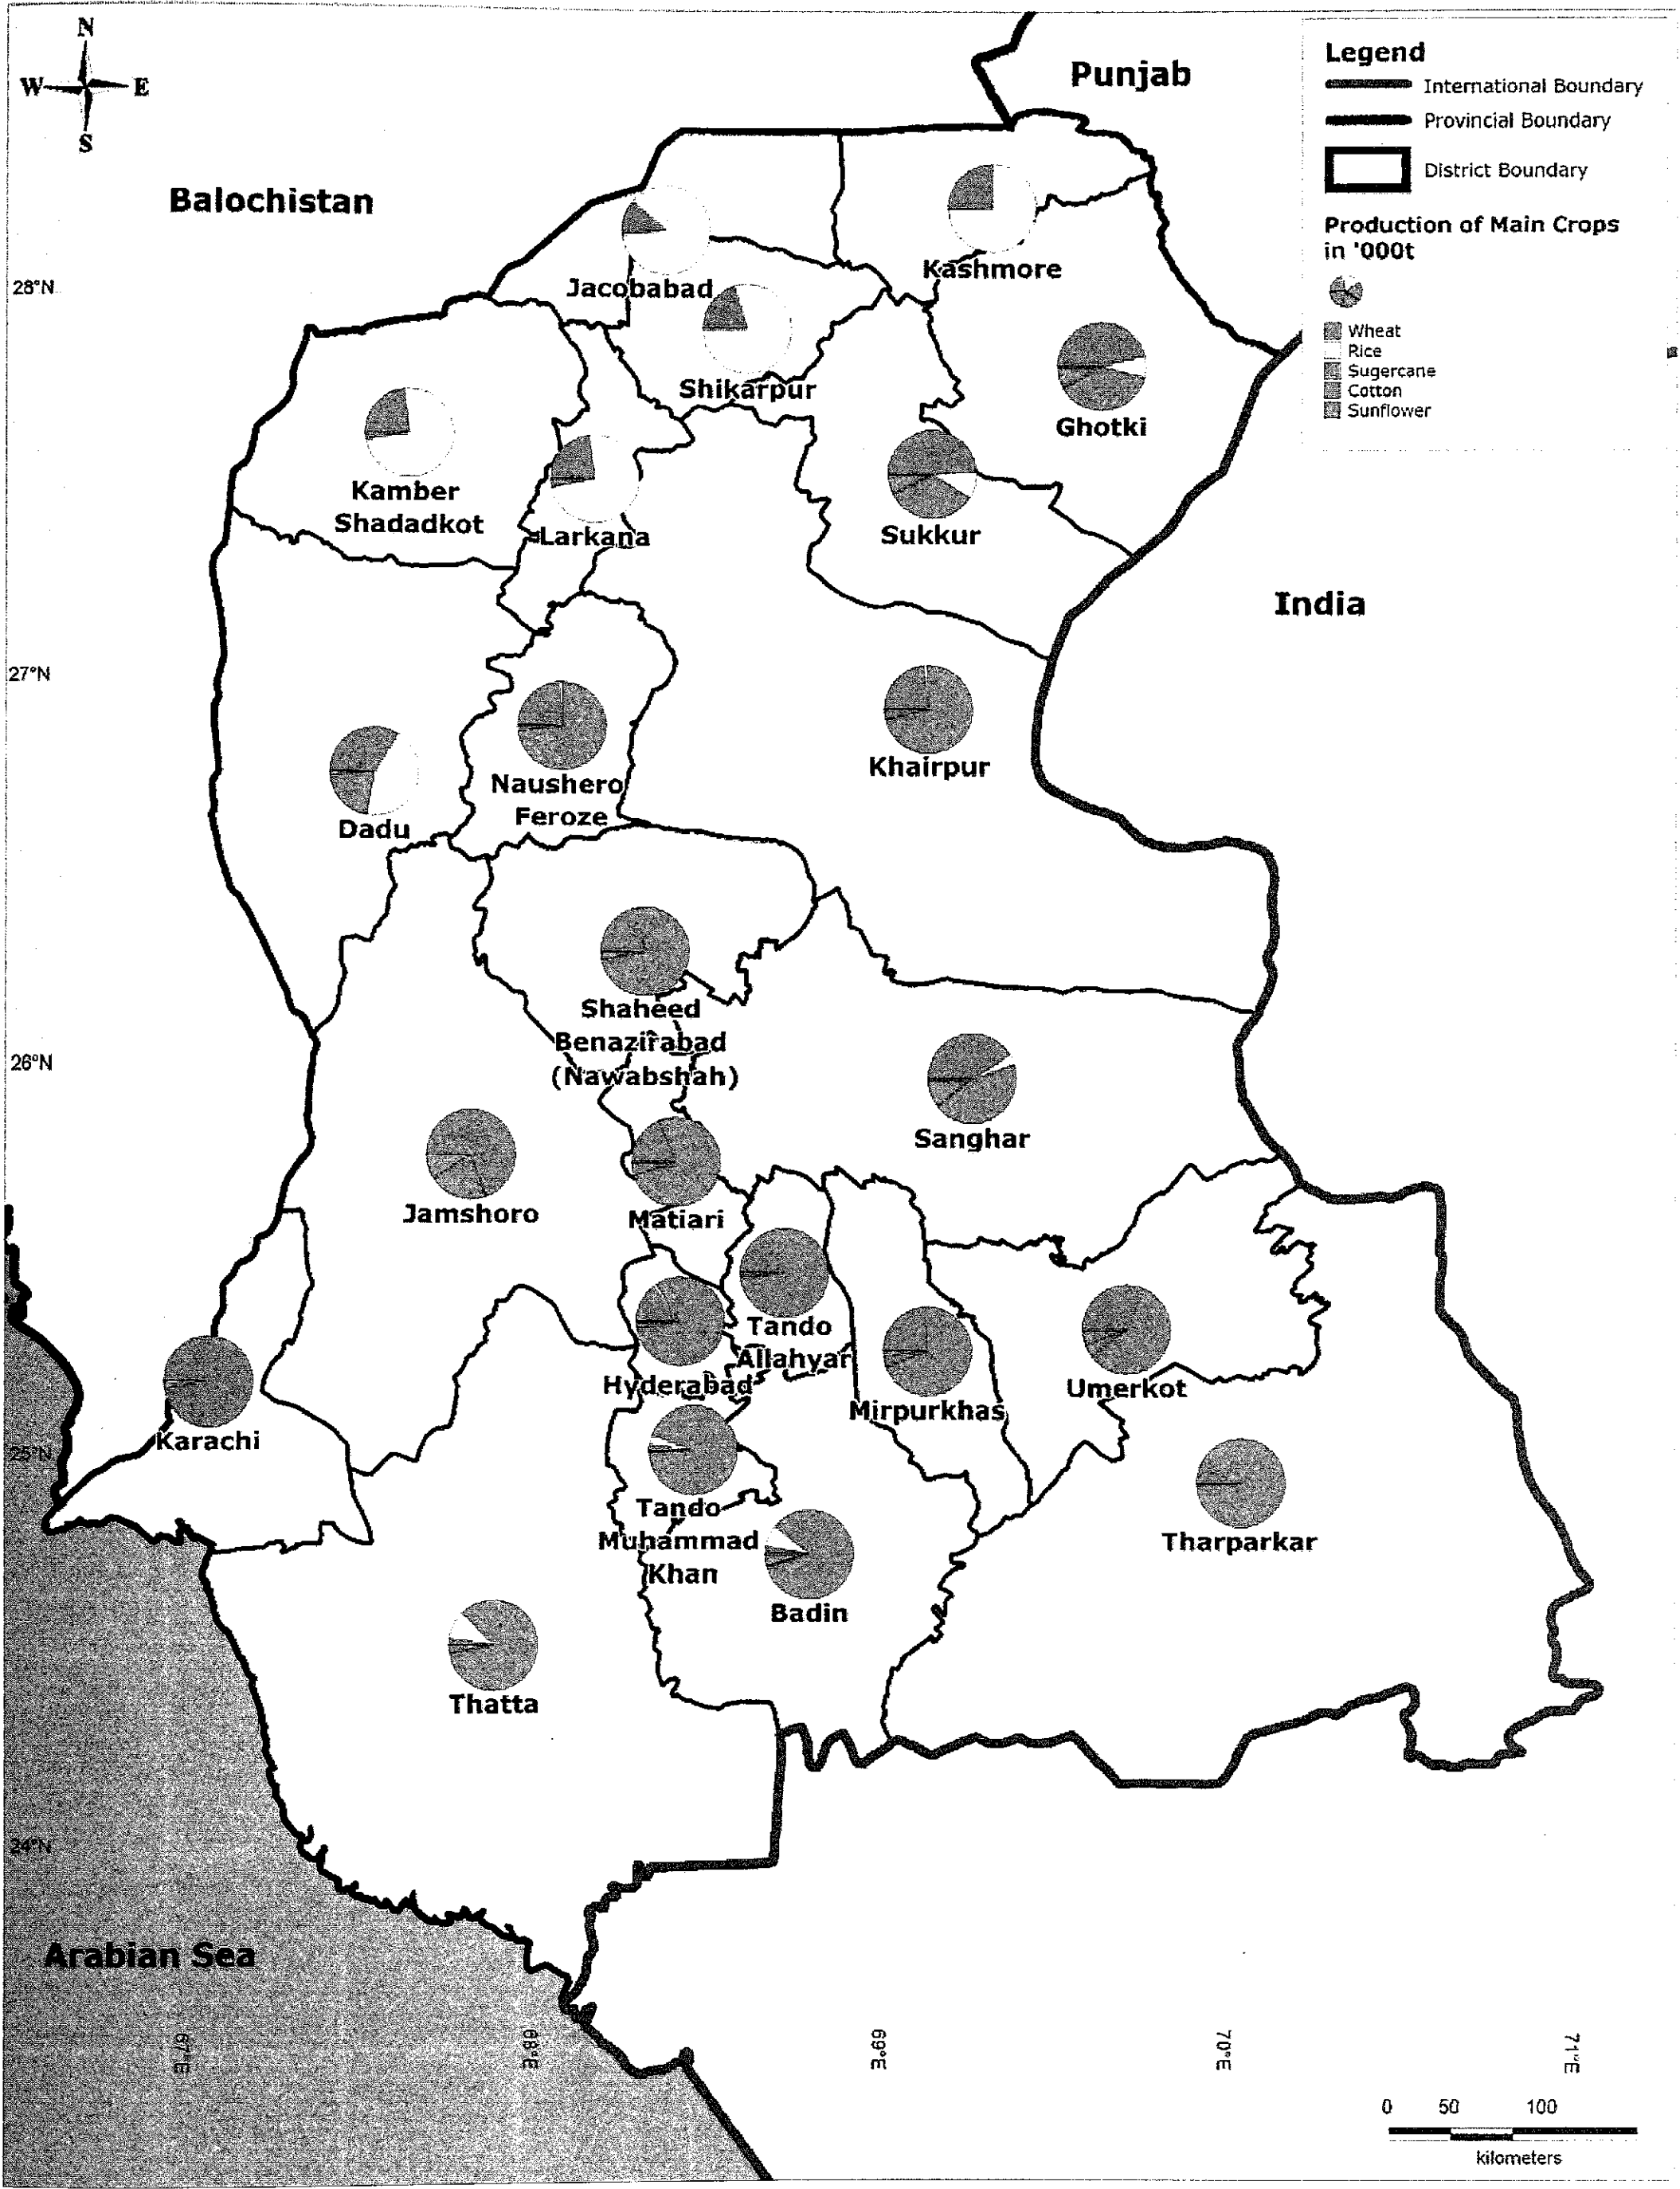 N
W E
S
Punjab
Balochistan
Legend
International Boundary
Provincial Boundary
District Boundary
Production of Main Crops
in '000t
Wheat
Rice
Sugercane
Cotton
Sunflower
28°N
Jacobabad
Kashmore
Shikarpur
Ghotki
Kamber
Shadadkot
Larkana
Sukkur
India
27°N
Naushero
Feroze
Khairpur
Dadu
Shaheed
Benazirabad
(Nawabshah)
26°N
Sanghar
Jamshoro
Matiari
Tando
Allahyar
Hyderabad
Mirpurkhas
Umerkot
Karachi
25°N
Tando
Muhammad
Khan
Tharparkar
Badin
Thatta
24°N
Arabian Sea
67°E
68°E
69°E
70°E
71°E
0 50 100
kilometers